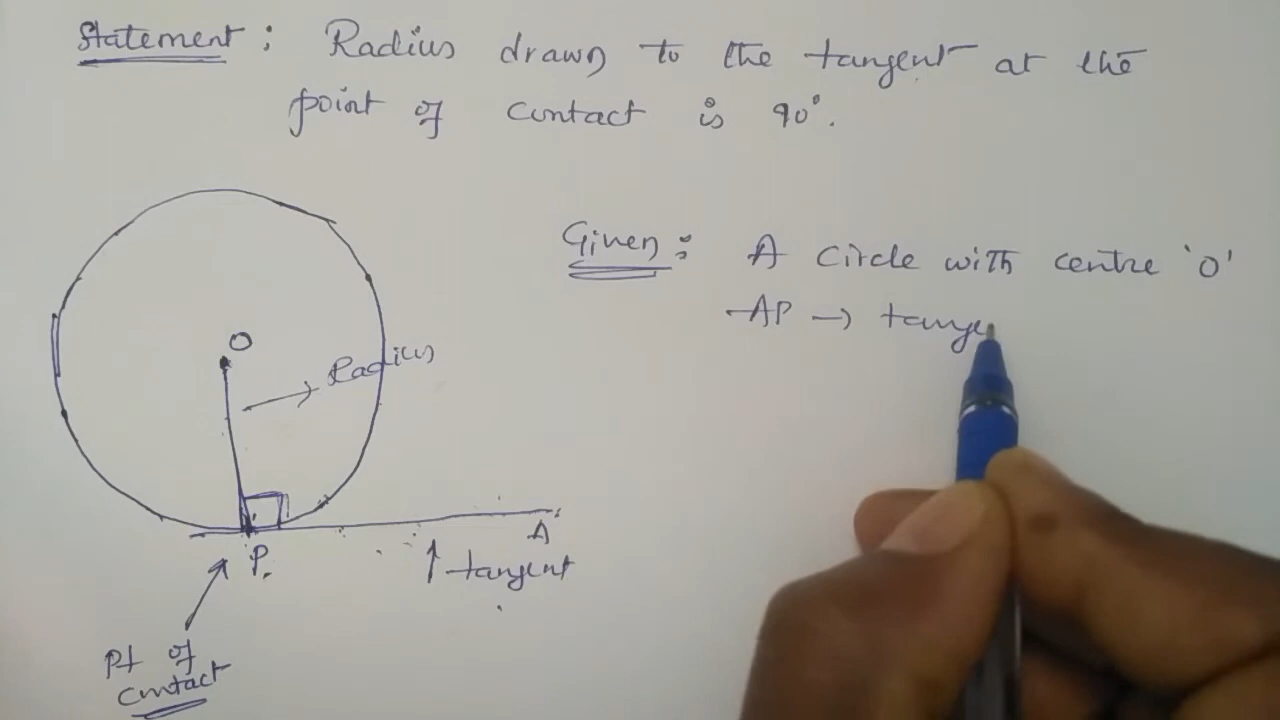 Statement : Radius drawn to the tangent at the
point of contact is 90°.
Given : A circle with centre 'O'
AP → tange
O
Radius
A
P.
tangent
Pt of
contact